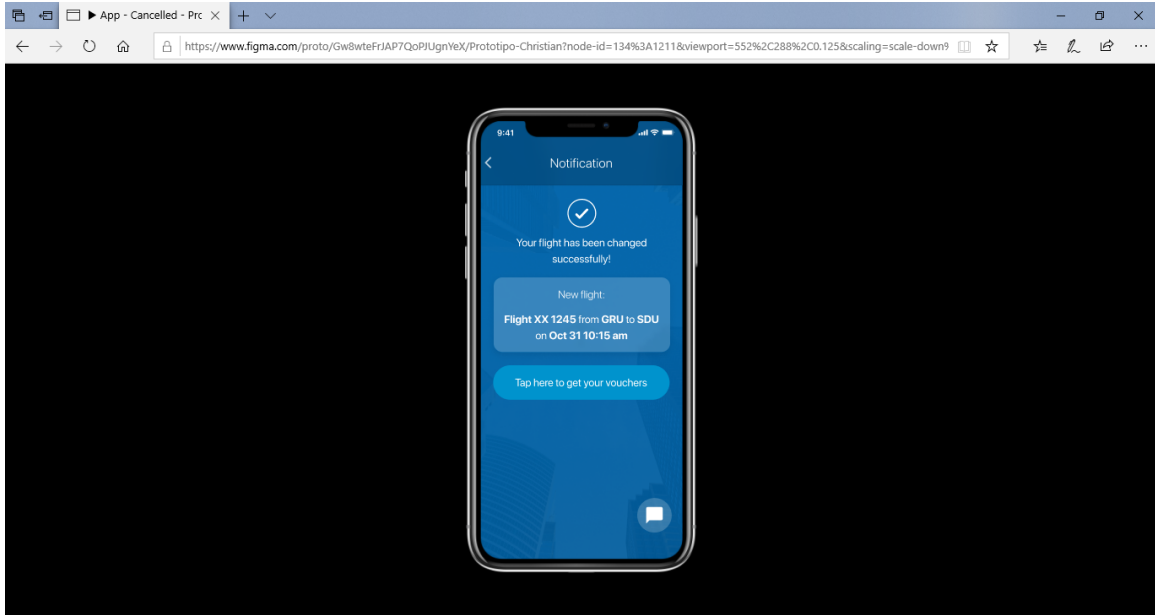 App - Cancelled - Prc
https://www.figma.com/proto/Gw8wteFrJAP7QoPJUgnYeX/Prototipo-Christian?node-id=134%3A1211&viewport=552%2C288%2C0.125&scaling=scale-down9
9:41
Notification
Your flight has been changed
successfully!
New flight:
Flight XX 1245 from GRU to SDU
on Oct 31 10:15 am
Tap here to get your vouchers